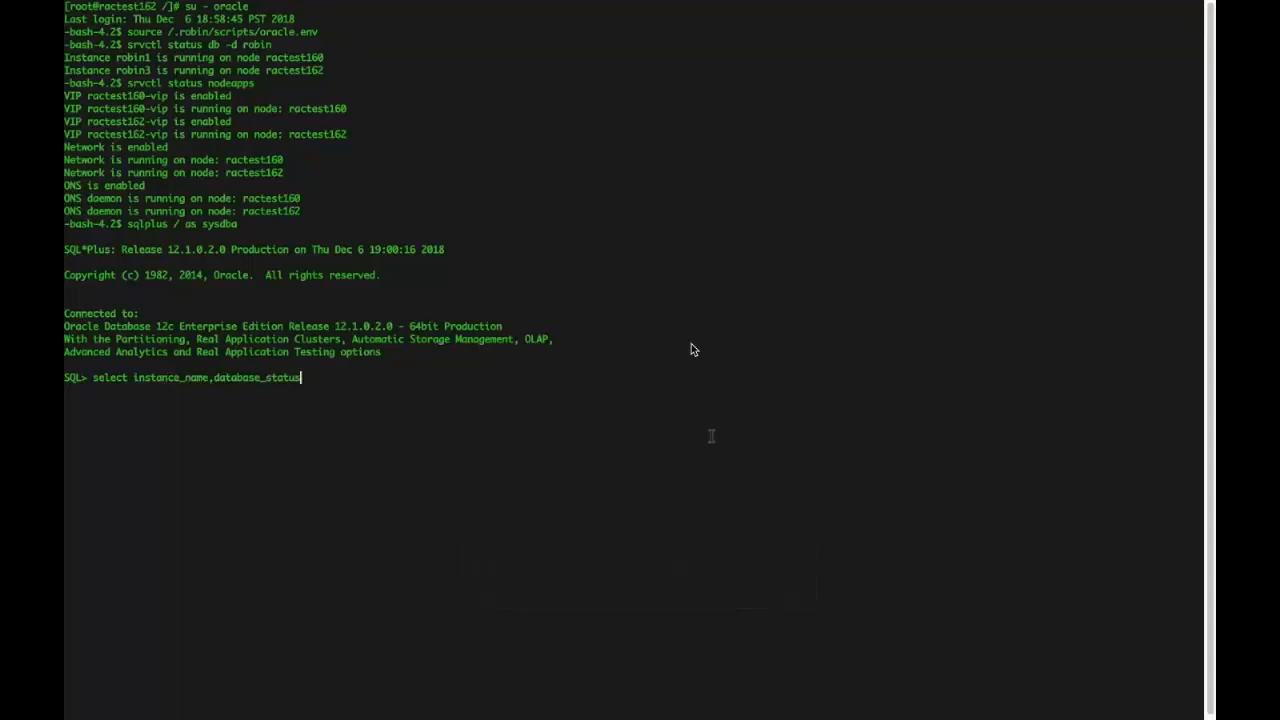 [root@ractest162 /]# su - oracle
Last login: Thu Dec  6 18:58:45 PST 2018
-bash-4.2$ source /.robin/scripts/oracle.env
-bash-4.2$ srvctl status db -d robin
Instance robin1 is running on node ractest160
Instance robin3 is running on node ractest162
-bash-4.2$ srvctl status nodeapps
VIP ractest160-vip is enabled
VIP ractest160-vip is running on node: ractest160
VIP ractest162-vip is enabled
VIP ractest162-vip is running on node: ractest162
Network is enabled
Network is running on node: ractest160
Network is running on node: ractest162
ONS is enabled
ONS daemon is running on node: ractest160
ONS daemon is running on node: ractest162
-bash-4.2$ sqlplus / as sysdba
SQL*Plus: Release 12.1.0.2.0 Production on Thu Dec 6 19:00:16 2018
Copyright (c) 1982, 2014, Oracle.  All rights reserved.
Connected to:
Oracle Database 12c Enterprise Edition Release 12.1.0.2.0 - 64bit Production
With the Partitioning, Real Application Clusters, Automatic Storage Management, OLAP,
Advanced Analytics and Real Application Testing options
SQL> select instance_name,database_status